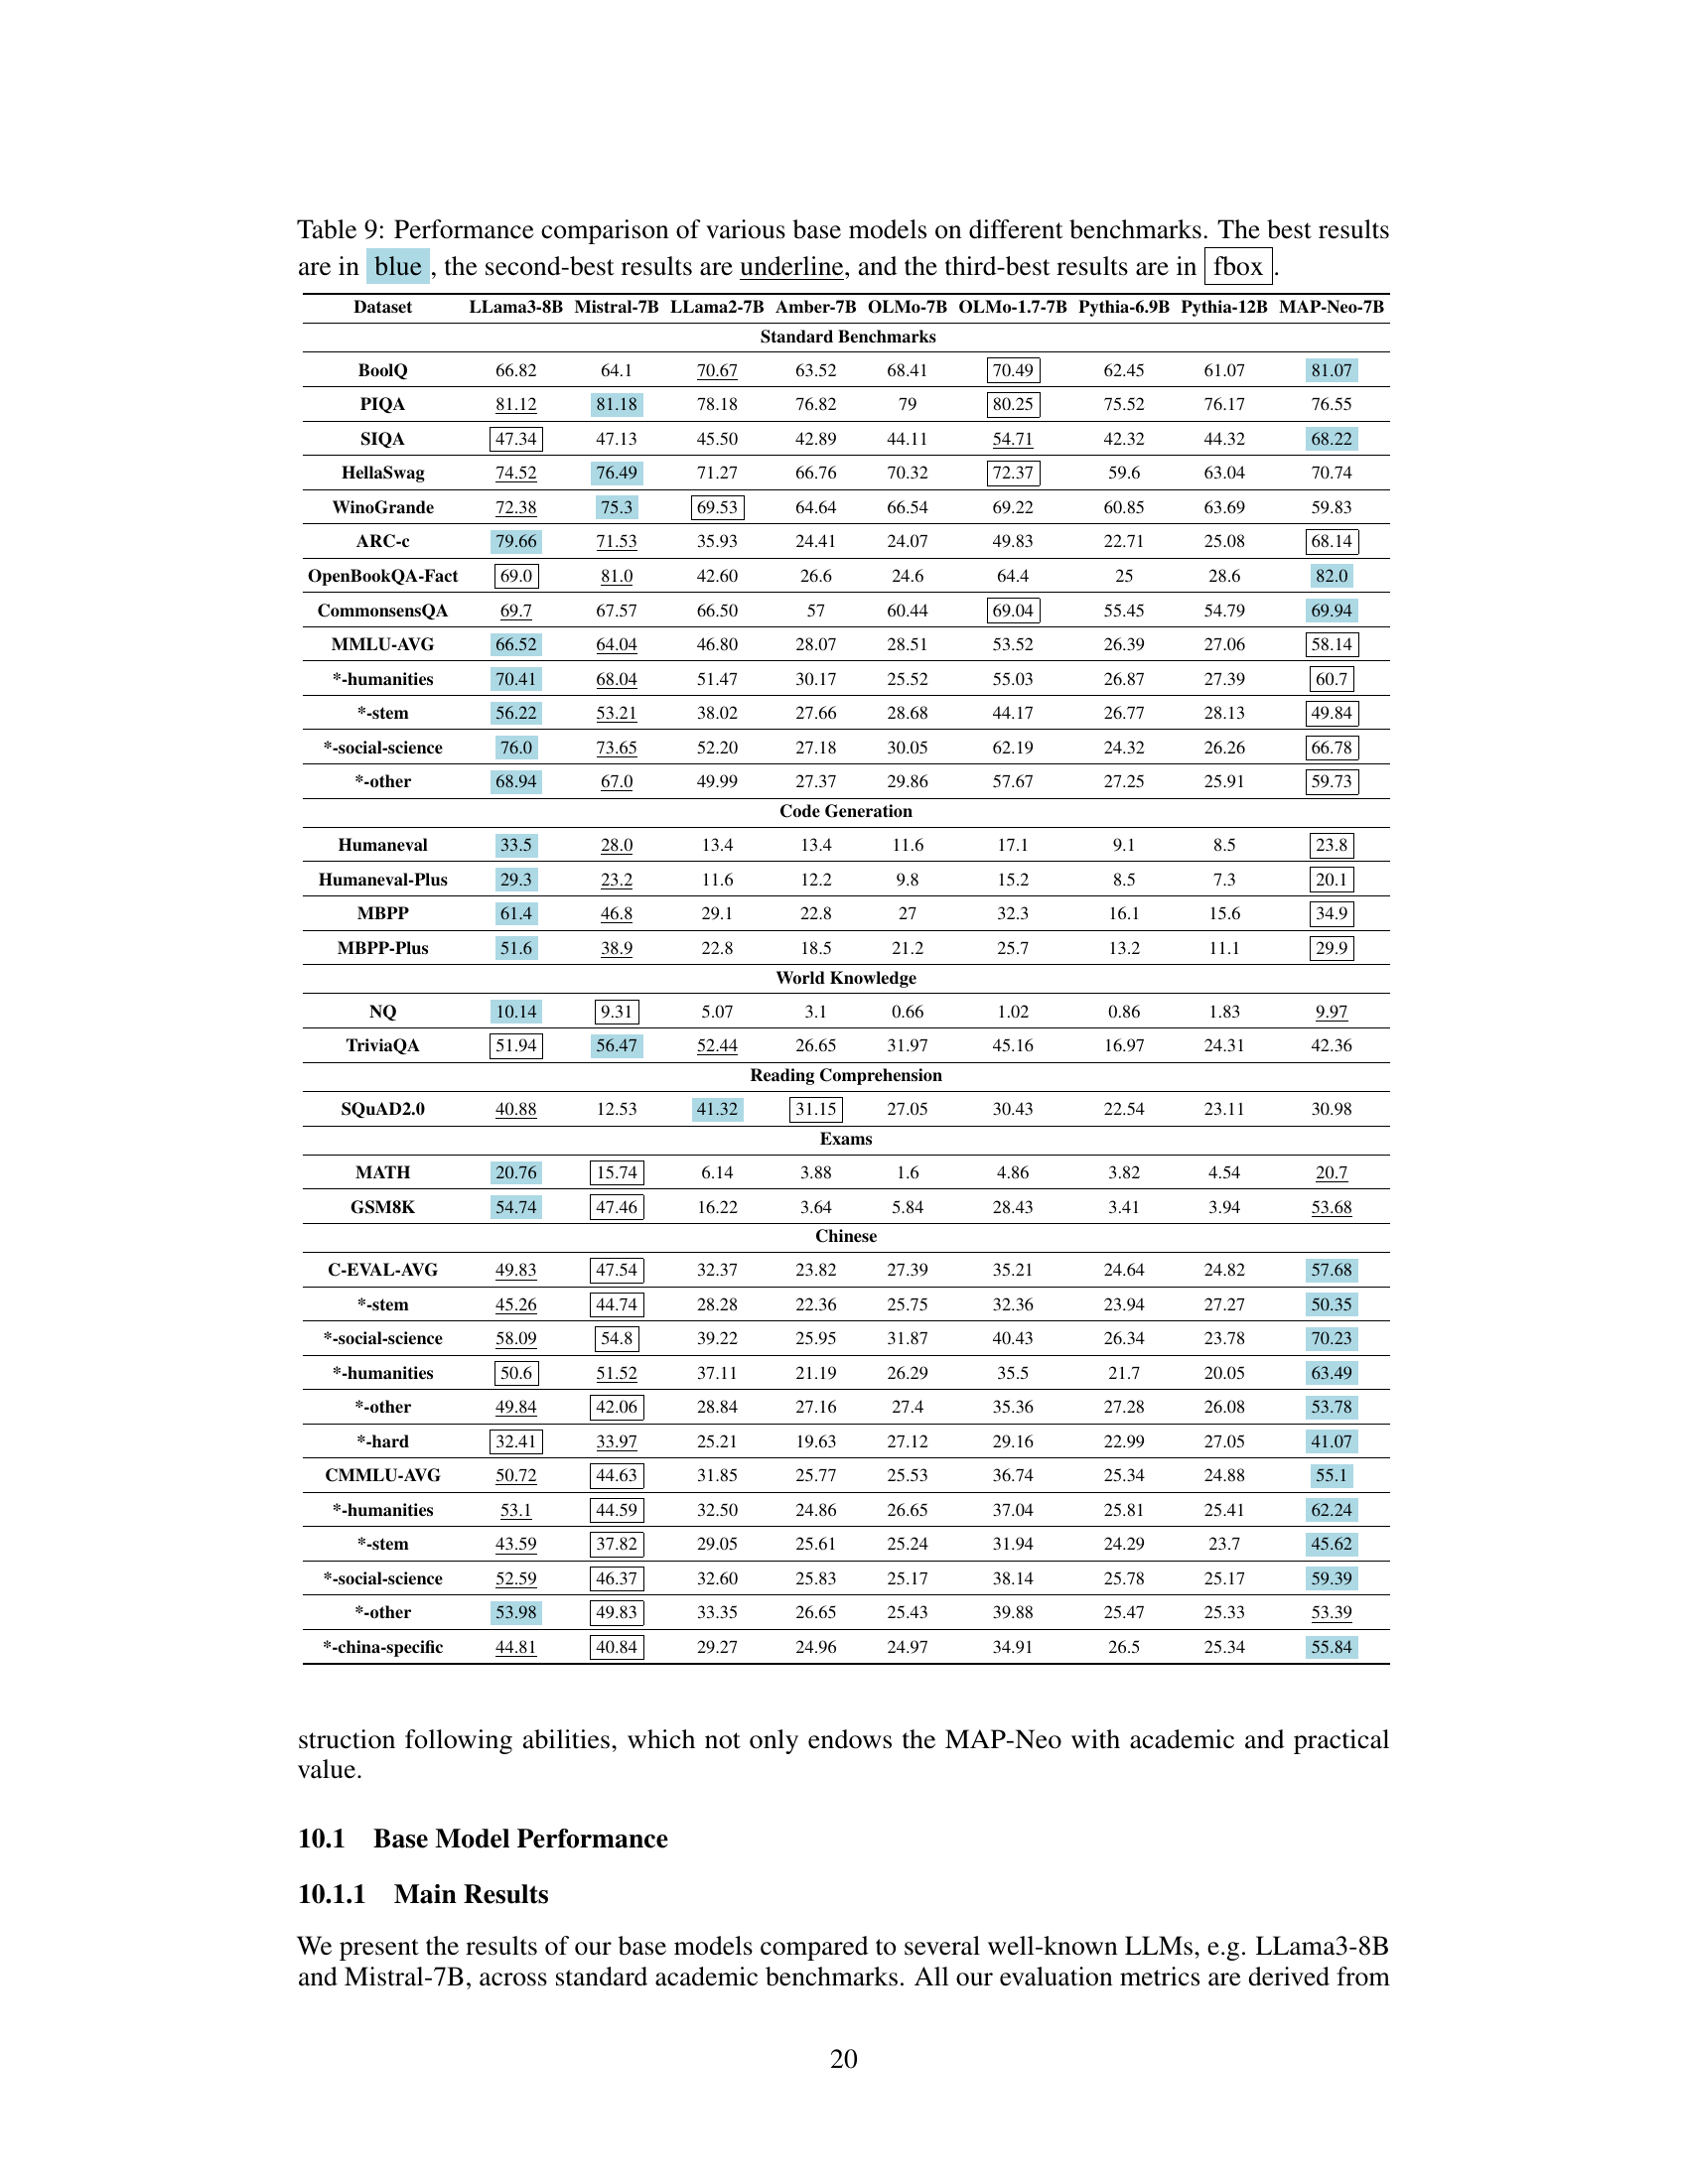 Table 9: Performance comparison of various base models on different benchmarks. The best results
are in blue , the second-best results are underline, and the third-best results are in fbox .
Dataset LLama3-8B Mistral-7B LLama2-7B Amber-7B OLMo-7B OLMo-1.7-7B Pythia-6.9B Pythia-12B MAP-Neo-7B
Standard Benchmarks
BoolQ 66.82 64.1 70.67 63.52 68.41 70.49 62.45 61.07 81.07
PIQA 81.12 81.18 78.18 76.82 79 80.25 75.52 76.17 76.55
SIQA 47.34 47.13 45.50 42.89 44.11 54.71 42.32 44.32 68.22
HellaSwag 74.52 76.49 71.27 66.76 70.32 72.37 59.6 63.04 70.74
WinoGrande 72.38 75.3 69.53 64.64 66.54 69.22 60.85 63.69 59.83
ARC-c 79.66 71.53 35.93 24.41 24.07 49.83 22.71 25.08 68.14
OpenBookQA-Fact 69.0 81.0 42.60 26.6 24.6 64.4 25 28.6 82.0
CommonsensQA 69.7 67.57 66.50 57 60.44 69.04 55.45 54.79 69.94
MMLU-AVG 66.52 64.04 46.80 28.07 28.51 53.52 26.39 27.06 58.14
*-humanities 70.41 68.04 51.47 30.17 25.52 55.03 26.87 27.39 60.7
*-stem 56.22 53.21 38.02 27.66 28.68 44.17 26.77 28.13 49.84
*-social-science 76.0 73.65 52.20 27.18 30.05 62.19 24.32 26.26 66.78
*-other 68.94 67.0 49.99 27.37 29.86 57.67 27.25 25.91 59.73
Code Generation
Humaneval 33.5 28.0 13.4 13.4 11.6 17.1 9.1 8.5 23.8
Humaneval-Plus 29.3 23.2 11.6 12.2 9.8 15.2 8.5 7.3 20.1
MBPP 61.4 46.8 29.1 22.8 27 32.3 16.1 15.6 34.9
MBPP-Plus 51.6 38.9 22.8 18.5 21.2 25.7 13.2 11.1 29.9
World Knowledge
NQ 10.14 9.31 5.07 3.1 0.66 1.02 0.86 1.83 9.97
TriviaQA 51.94 56.47 52.44 26.65 31.97 45.16 16.97 24.31 42.36
Reading Comprehension
SQuAD2.0 40.88 12.53 41.32 31.15 27.05 30.43 22.54 23.11 30.98
Exams
MATH 20.76 15.74 6.14 3.88 1.6 4.86 3.82 4.54 20.7
GSM8K 54.74 47.46 16.22 3.64 5.84 28.43 3.41 3.94 53.68
Chinese
C-EVAL-AVG 49.83 47.54 32.37 23.82 27.39 35.21 24.64 24.82 57.68
*-stem 45.26 44.74 28.28 22.36 25.75 32.36 23.94 27.27 50.35
*-social-science 58.09 54.8 39.22 25.95 31.87 40.43 26.34 23.78 70.23
*-humanities 50.6 51.52 37.11 21.19 26.29 35.5 21.7 20.05 63.49
*-other 49.84 42.06 28.84 27.16 27.4 35.36 27.28 26.08 53.78
*-hard 32.41 33.97 25.21 19.63 27.12 29.16 22.99 27.05 41.07
CMMLU-AVG 50.72 44.63 31.85 25.77 25.53 36.74 25.34 24.88 55.1
*-humanities 53.1 44.59 32.50 24.86 26.65 37.04 25.81 25.41 62.24
*-stem 43.59 37.82 29.05 25.61 25.24 31.94 24.29 23.7 45.62
*-social-science 52.59 46.37 32.60 25.83 25.17 38.14 25.78 25.17 59.39
*-other 53.98 49.83 33.35 26.65 25.43 39.88 25.47 25.33 53.39
*-china-specific 44.81 40.84 29.27 24.96 24.97 34.91 26.5 25.34 55.84
struction following abilities, which not only endows the MAP-Neo with academic and practical
value.
10.1 Base Model Performance
10.1.1 Main Results
We present the results of our base models compared to several well-known LLMs, e.g. LLama3-8B
and Mistral-7B, across standard academic benchmarks. All our evaluation metrics are derived from
20